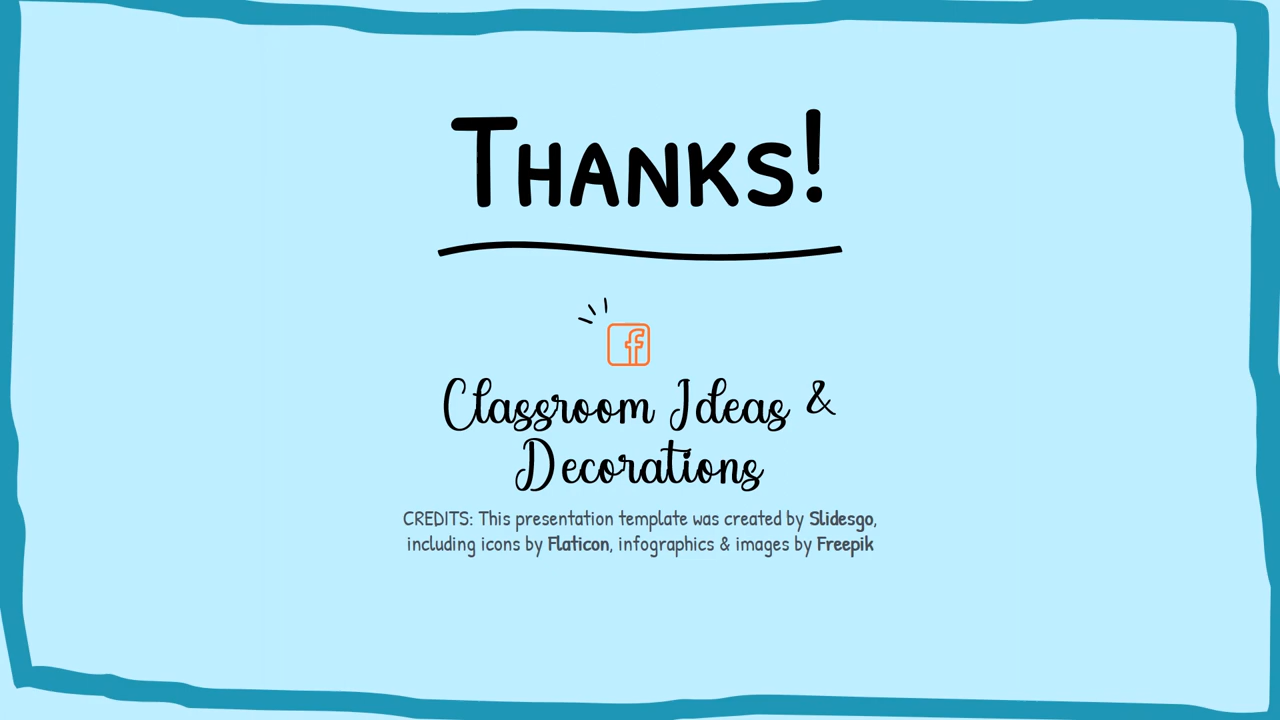 THANKS!
Classroom Ideas &
Decorations
CREDITS: This presentation template was created by Slidesgo,
including icons by Flaticon, infographics & images by Freepik